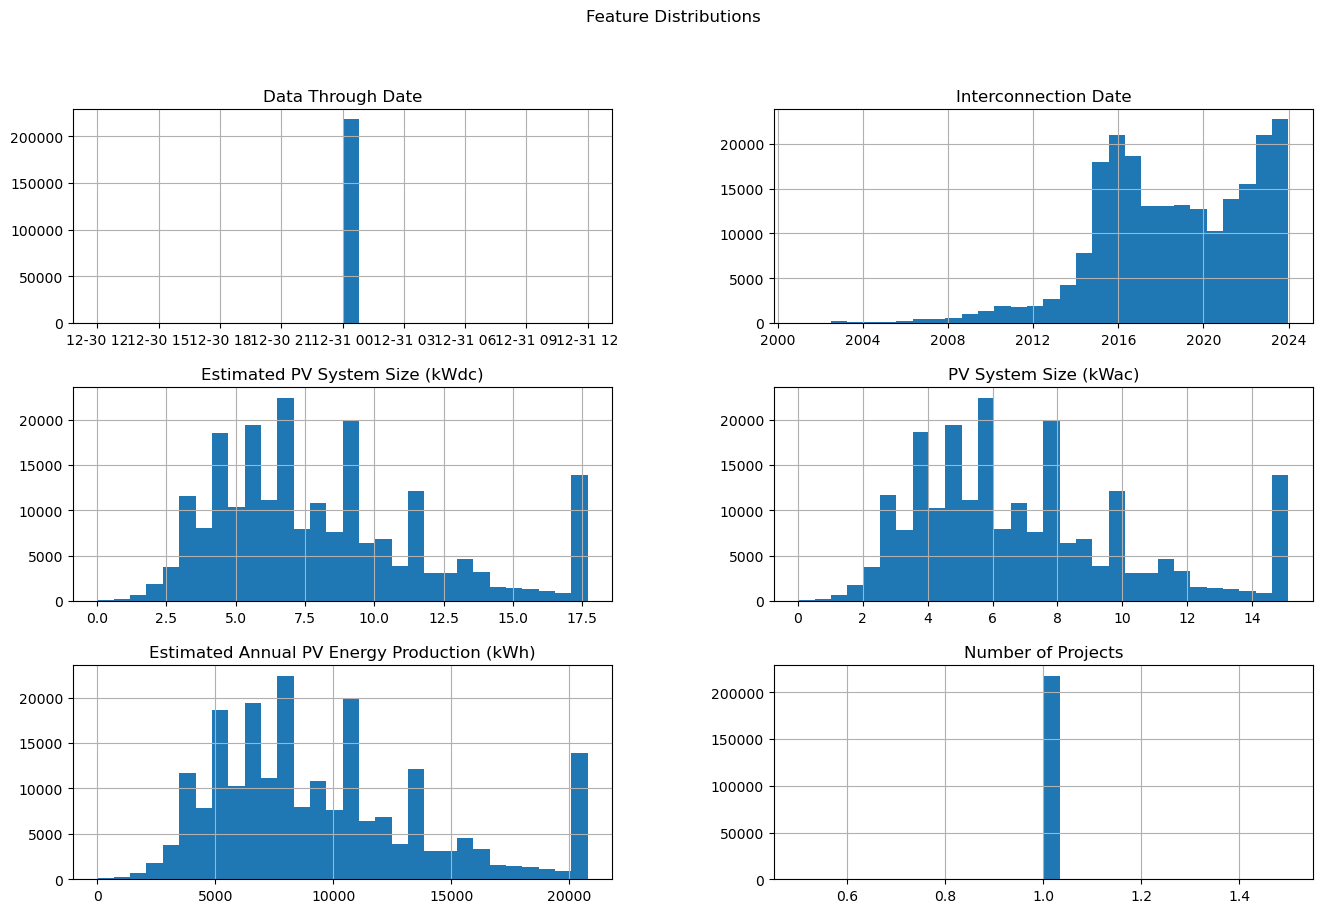 Feature Distributions
Data Through Date
200000
150000
100000
50000
0
12-30 12 12-30 15 12-30 18 12-30 21 12-31 00 12-31 03 12-31 06 12-31 09 12-31 12
Interconnection Date
20000
15000
10000
5000
0
2000 2004 2008 2012 2016 2020 2024
Estimated PV System Size (kWdc)
20000
15000
10000
5000
0
0.0 2.5 5.0 7.5 10.0 12.5 15.0 17.5
PV System Size (kWac)
20000
15000
10000
5000
0
0 2 4 6 8 10 12 14
Estimated Annual PV Energy Production (kWh)
20000
15000
10000
5000
0
0 5000 10000 15000 20000
Number of Projects
200000
150000
100000
50000
0
0.6 0.8 1.0 1.2 1.4